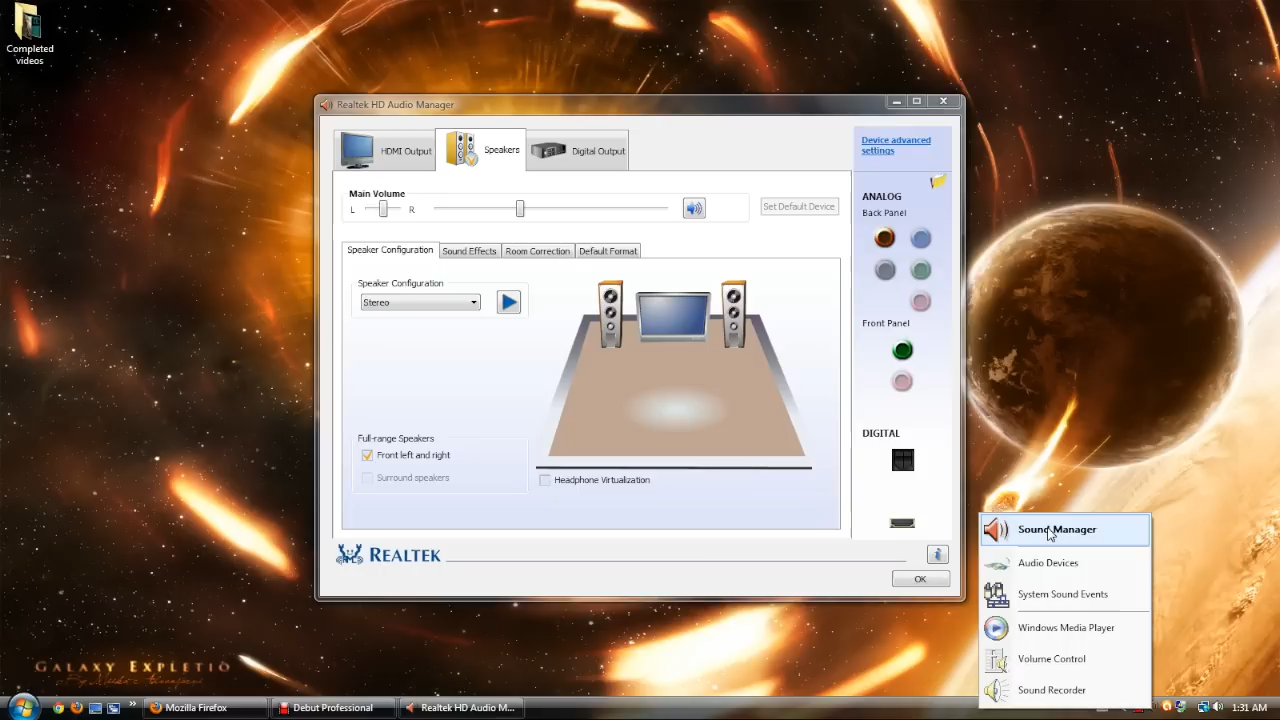 Completed
videos
Realtek HD Audio Manager
HDMI Output
Speakers
Digital Output
Device advanced
settings
Main Volume
L
R
Set Default Device
ANALOG
Back Panel
Speaker Configuration
Sound Effects
Room Correction
Default Format
Speaker Configuration
Stereo
Front Panel
Full-range Speakers
Front left and right
Surround speakers
Headphone Virtualization
DIGITAL
REALTEK
OK
Sound Manager
Audio Devices
System Sound Events
Windows Media Player
Volume Control
Sound Recorder
GALAXY EXPLETIO
By
Mozilla Firefox
Debut Professional
Realtek HD Audio M...
1:31 AM